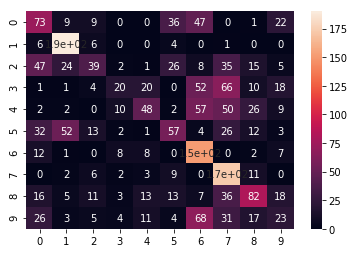 0 73 9 9 0 0 36 47 0 1 22
1 6 1.9e+02 6 0 0 4 0 1 0 0
2 47 24 39 2 1 26 8 35 15 5
3 1 1 4 20 20 0 52 66 10 18
4 2 2 0 10 48 2 57 50 26 9
5 32 52 13 2 1 57 4 26 12 3
6 12 1 0 8 8 0 1.5e+02 0 2 7
7 0 2 6 2 3 9 0 1.7e+02 11 0
8 16 5 11 3 13 13 7 36 82 18
9 26 3 5 4 11 4 68 31 17 23
0 1 2 3 4 5 6 7 8 9
175
150
125
100
75
50
25
0